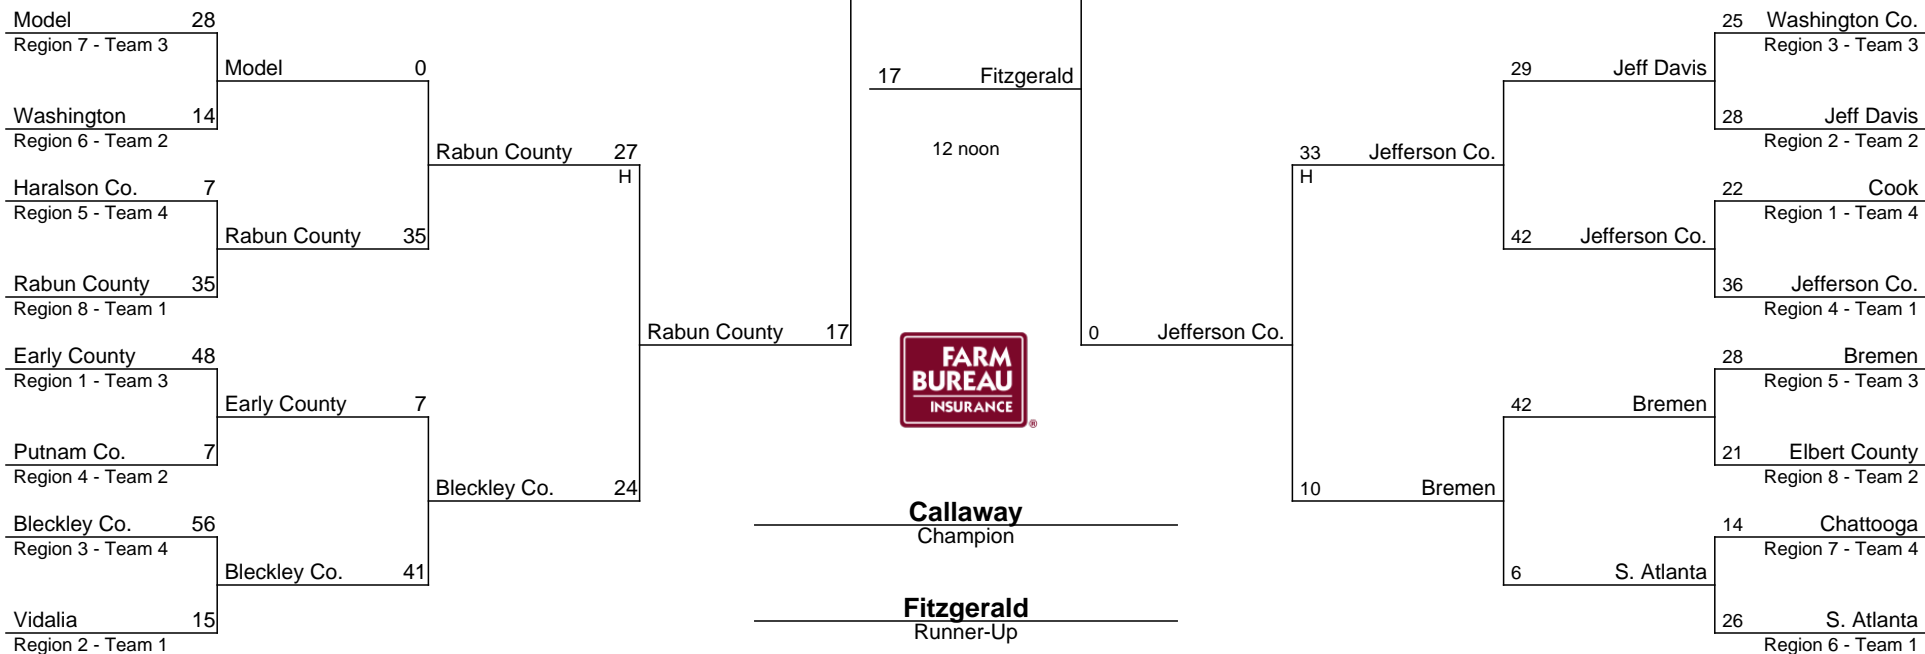 Model 28
Region 7 - Team 3
Model 0
Washington 14
Region 6 - Team 2
Rabun County 27
H
Haralson Co. 7
Region 5 - Team 4
Rabun County 35
Rabun County 35
Region 8 - Team 1
Rabun County 17
Early County 48
Region 1 - Team 3
Early County 7
Putnam Co. 7
Region 4 - Team 2
Bleckley Co. 24
Bleckley Co. 56
Region 3 - Team 4
Bleckley Co. 41
Vidalia 15
Region 2 - Team 1
17 Fitzgerald
12 noon
FARM
BUREAU
INSURANCE
®
Callaway
Champion
Fitzgerald
Runner-Up
25 Washington Co.
Region 3 - Team 3
29 Jeff Davis
28 Jeff Davis
Region 2 - Team 2
33 Jefferson Co.
H
22 Cook
Region 1 - Team 4
42 Jefferson Co.
36 Jefferson Co.
Region 4 - Team 1
0 Jefferson Co.
28 Bremen
Region 5 - Team 3
42 Bremen
21 Elbert County
Region 8 - Team 2
10 Bremen
14 Chattooga
Region 7 - Team 4
6 S. Atlanta
26 S. Atlanta
Region 6 - Team 1